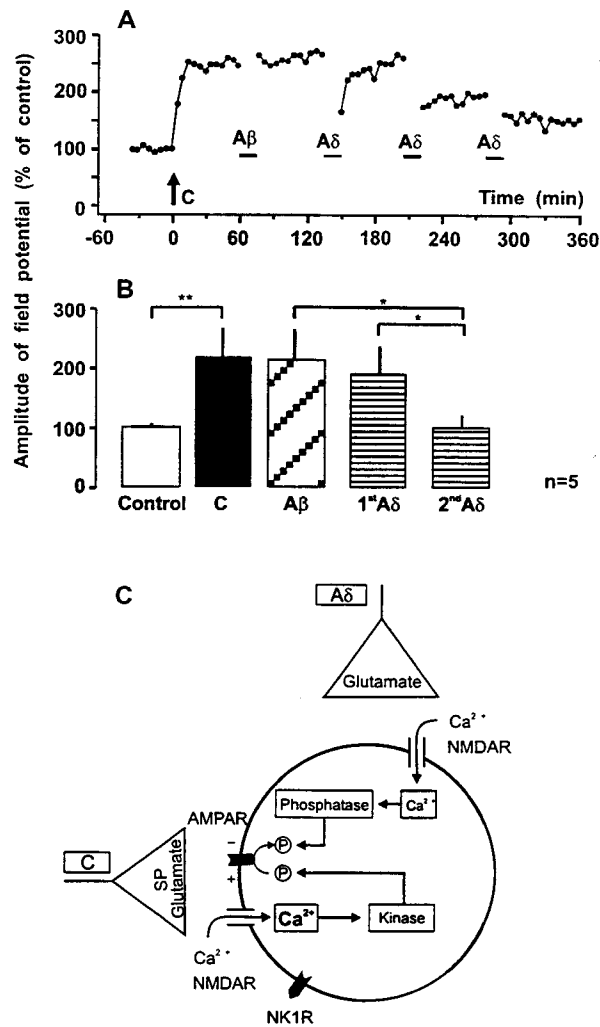 Amplitude of field potential (% of control)
A
300
200
100
0
Aβ
Aδ
Aδ
Aδ
C
Time (min)
-60
0
60
120
180
240
300
360
B
300
200
100
0
**
*
*
Control
C
Aβ
1stAδ
2ndAδ
n=5
C
Aδ
Glutamate
Ca2+
NMDAR
Phosphatase
Ca2+
AMPAR
−
P
+
P
C
SP
Glutamate
Ca2+
Kinase
Ca2+
NMDAR
NK1R